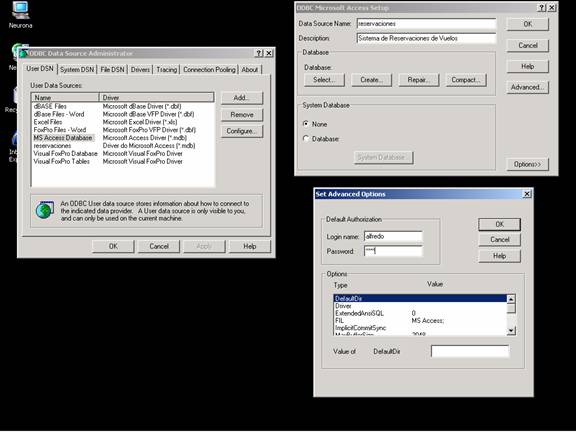 Neurona
ODBC Data Source Administrator
User DSN
System DSN
File DSN
Drivers
Tracing
Connection Pooling
About
User Data Sources:
Name
Driver
dBASE Files
Microsoft dBase Driver (*.dbf)
dBase Files - Word
Microsoft dBase VFP Driver (*.dbf)
Excel Files
Microsoft Excel Driver (*.xls)
FoxPro Files - Word
Microsoft FoxPro VFP Driver (*.dbf)
MS Access Database
Microsoft Access Driver (*.mdb)
reservaciones
Driver do Microsoft Access (*.mdb)
Visual FoxPro Database
Microsoft Visual FoxPro Driver
Visual FoxPro Tables
Microsoft Visual FoxPro Driver
Add...
Remove
Configure...
An ODBC User data source stores information about how to connect to
the indicated data provider. A User data source is only visible to you,
and can only be used on the current machine.
OK
Cancel
Apply
Help
ODBC Microsoft Access Setup
Data Source Name:
reservaciones
Description:
Sistema de Reservaciones de Vuelos
Database
Database:
Select...
Create...
Repair...
Compact...
System Database
None
Database:
System Database...
OK
Cancel
Help
Advanced...
Options>>
Set Advanced Options
Default Authorization
Login name:
alfredo
Password:
****
OK
Cancel
Help
Options
Type
Value
DefaultDir
Driver
ExtendedAnsiSQL
0
FIL
MS Access;
ImplicitCommitSync
MaxBufferSize
2048
Value of
DefaultDir